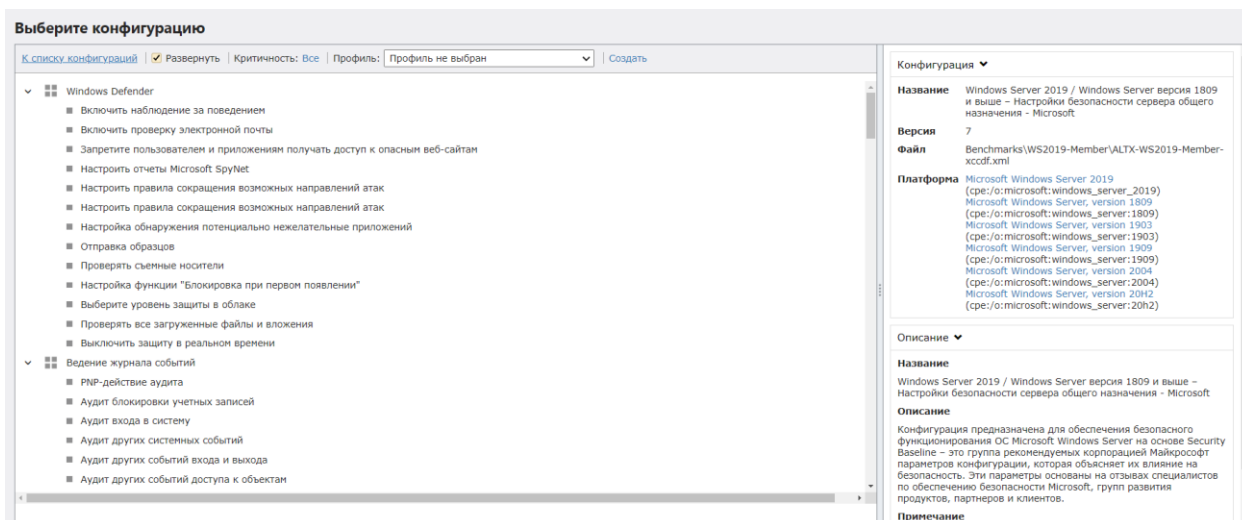 Выберите конфигурацию
К списку конфигураций | Развернуть | Критичность: Все | Профиль: Профиль не выбран | Создать
Windows Defender
Включить наблюдение за поведением
Включить проверку электронной почты
Запретите пользователем и приложениям получать доступ к опасным веб-сайтам
Настроить отчеты Microsoft SpyNet
Настроить правила сокращения возможных направлений атак
Настроить правила сокращения возможных направлений атак
Настройка обнаружения потенциально нежелательные приложений
Отправка образцов
Проверять съемные носители
Настройка функции "Блокировка при первом появлении"
Выберите уровень защиты в облаке
Проверять все загруженные файлы и вложения
Выключить защиту в реальном времени
Ведение журнала событий
PNP-действие аудита
Аудит блокировки учетных записей
Аудит входа в систему
Аудит других системных событий
Аудит других событий входа и выхода
Аудит других событий доступа к объектам
Конфигурация
Название Windows Server 2019 / Windows Server версия 1809
и выше – Настройки безопасности сервера общего
назначения - Microsoft
Версия 7
Файл Benchmarks\WS2019-Member\ALTX-WS2019-Member-
xccdf.xml
Платформа Microsoft Windows Server 2019
(cpe:/o:microsoft:windows_server_2019)
Microsoft Windows Server, version 1809
(cpe:/o:microsoft:windows_server:1809)
Microsoft Windows Server, version 1903
(cpe:/o:microsoft:windows_server:1903)
Microsoft Windows Server, version 1909
(cpe:/o:microsoft:windows_server:1909)
Microsoft Windows Server, version 2004
(cpe:/o:microsoft:windows_server:2004)
Microsoft Windows Server, version 20H2
(cpe:/o:microsoft:windows_server:20h2)
Описание
Название
Windows Server 2019 / Windows Server версия 1809 и выше –
Настройки безопасности сервера общего назначения - Microsoft
Описание
Конфигурация предназначена для обеспечения безопасного
функционирования ОС Microsoft Windows Server на основе Security
Baseline – это группа рекомендуемых корпорацией Майкрософт
параметров конфигурации, которая объясняет их влияние на
безопасность. Эти параметры основаны на отзывах специалистов
по обеспечению безопасности Microsoft, групп развития
продуктов, партнеров и клиентов.
Примечание